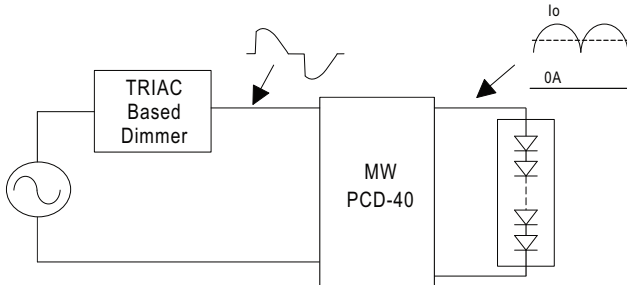 Io
0A
TRIAC
Based
Dimmer
MW
PCD-40